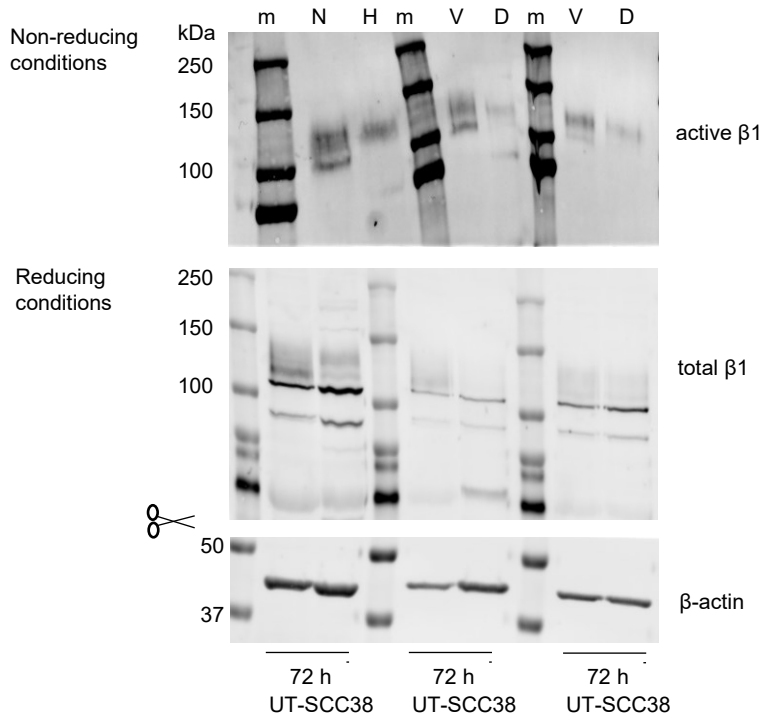 m N H m V D m V D
kDa
Non-reducing
conditions
250
150
100
active β1
Reducing
conditions
250
150
100
total β1
50
37
β-actin
72 h 72 h 72 h
UT-SCC38 UT-SCC38 UT-SCC38